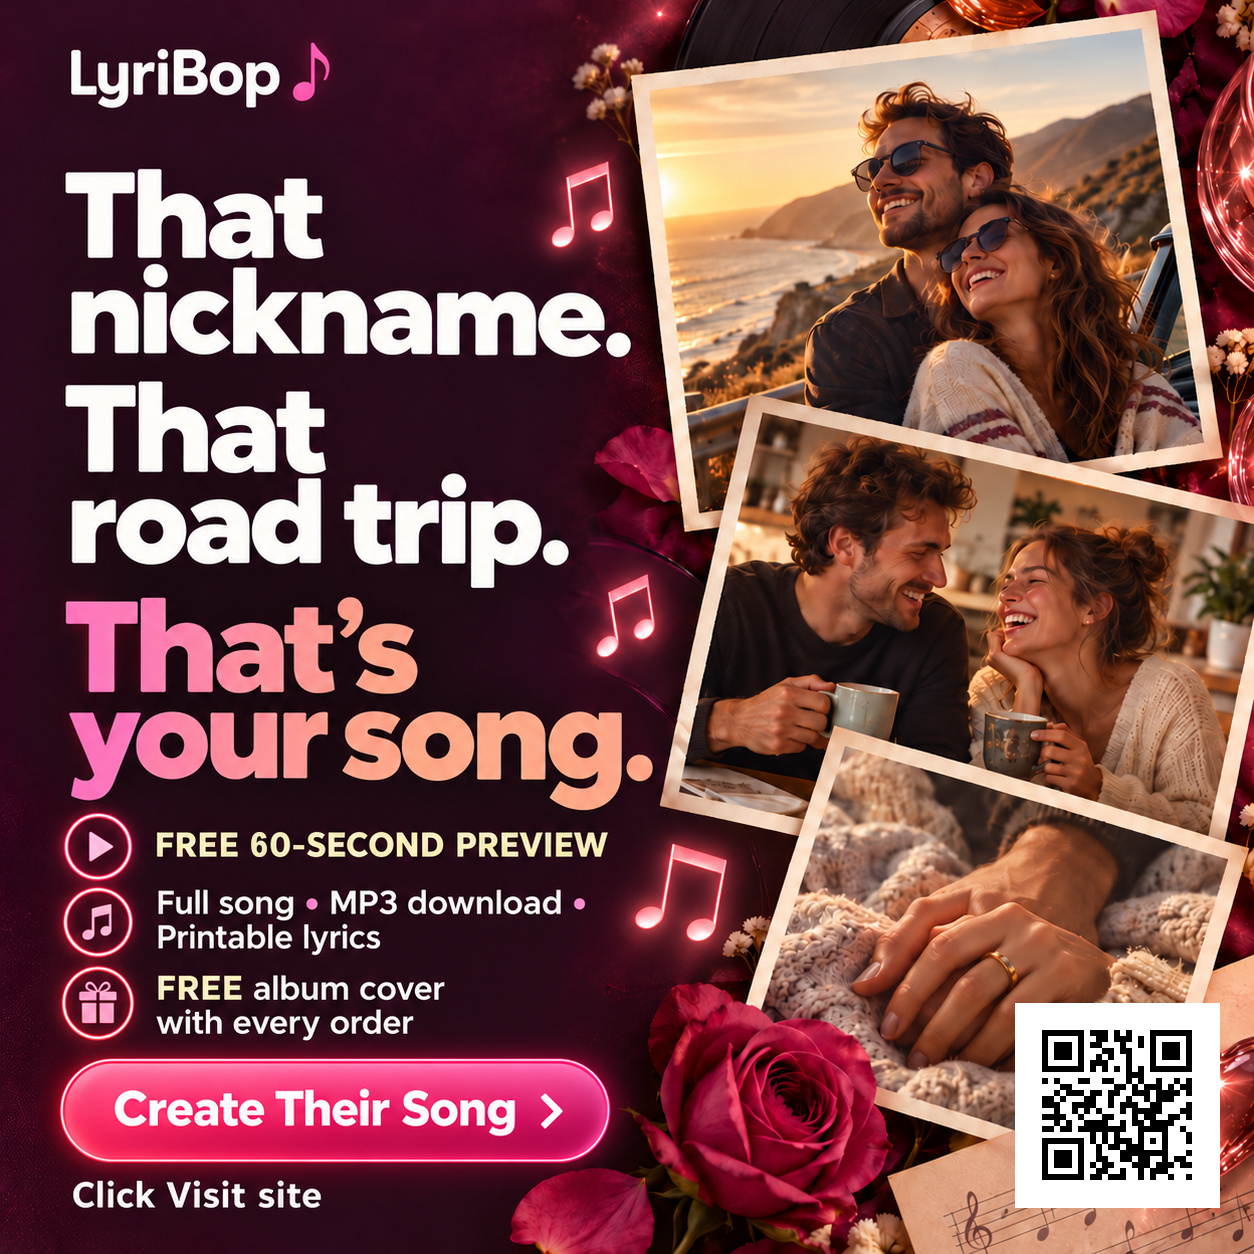 LyriBop
That
nickname.
That
road trip.
That's
your song.
FREE 60-SECOND PREVIEW
Full song • MP3 download •
Printable lyrics
FREE album cover
with every order
Create Their Song
Click Visit site